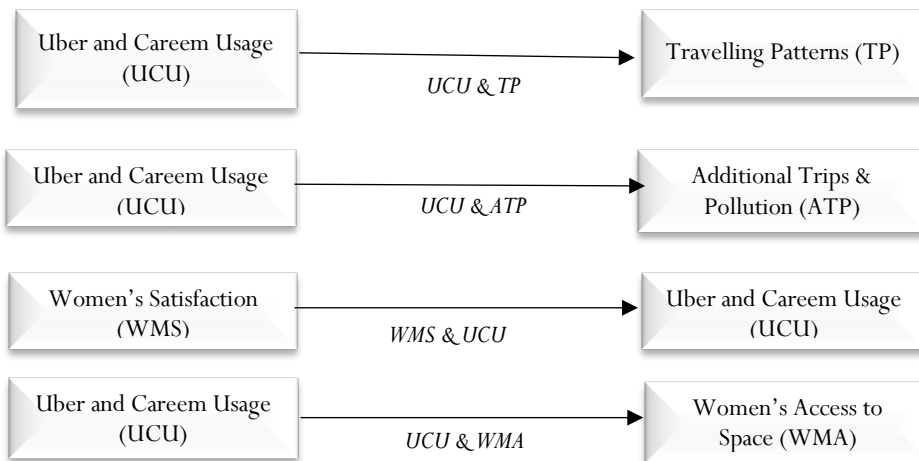 Uber and Careem Usage
(UCU)
UCU & TP
Travelling Patterns (TP)
Uber and Careem Usage
(UCU)
UCU & ATP
Additional Trips &
Pollution (ATP)
Women's Satisfaction
(WMS)
WMS & UCU
Uber and Careem Usage
(UCU)
Uber and Careem Usage
(UCU)
UCU & WMA
Women's Access to
Space (WMA)